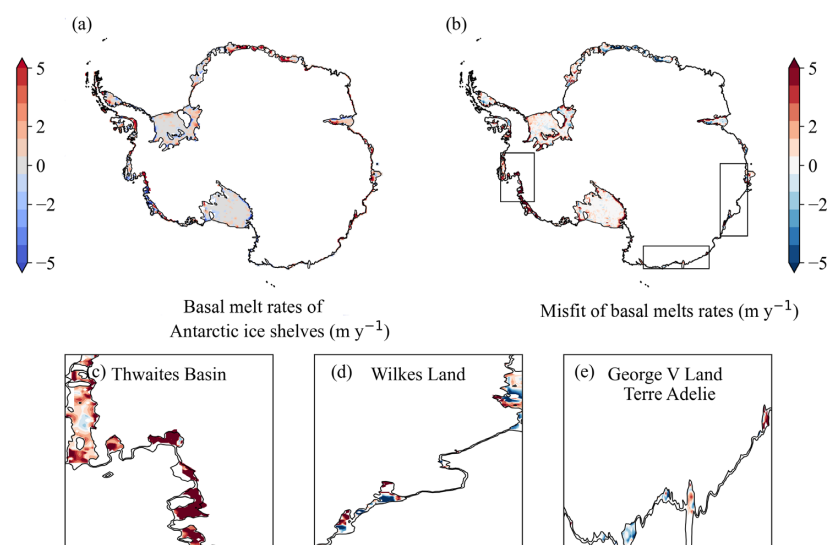 (a)
(b)
5
2
0
−2
−5
5
2
0
−2
−5
Basal melt rates of
Antarctic ice shelves (m y⁻¹)
Misfit of basal melts rates (m y⁻¹)
(c) Thwaites Basin
(d) Wilkes Land
(e) George V Land
Terre Adelie